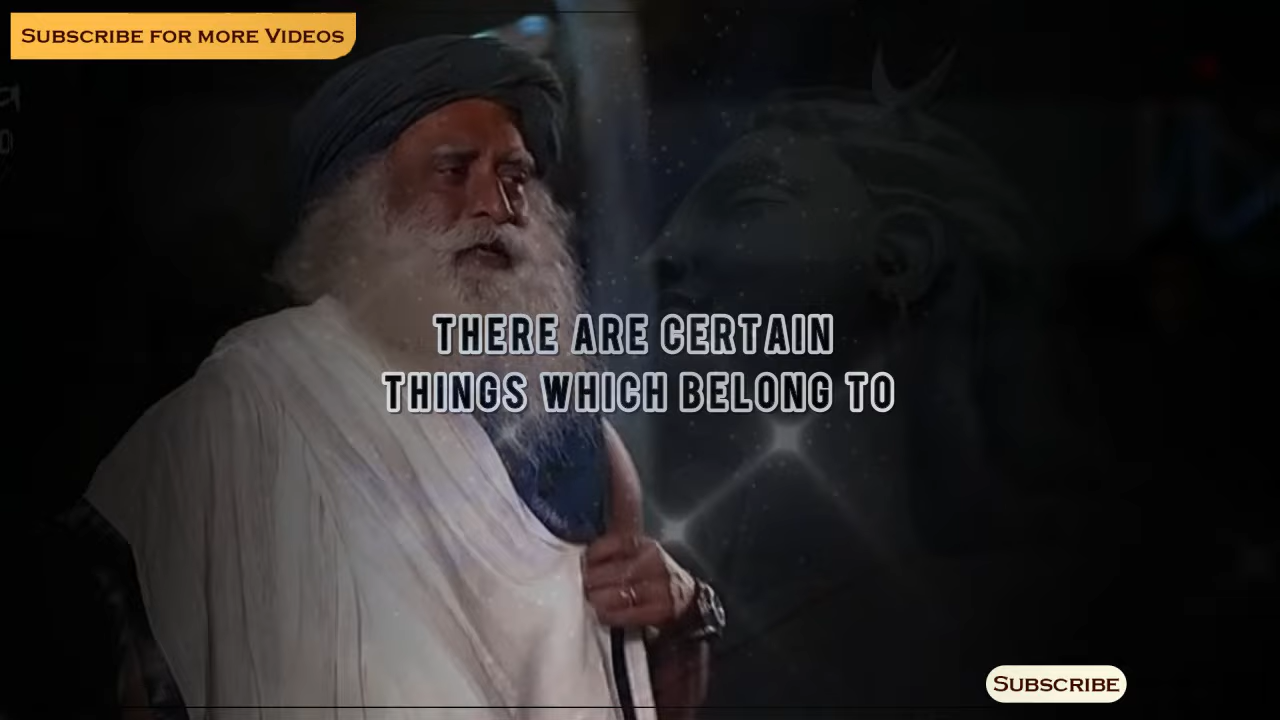 SUBSCRIBE FOR MORE VIDEOS
THERE ARE CERTAIN
THINGS WHICH BELONG TO
SUBSCRIBE